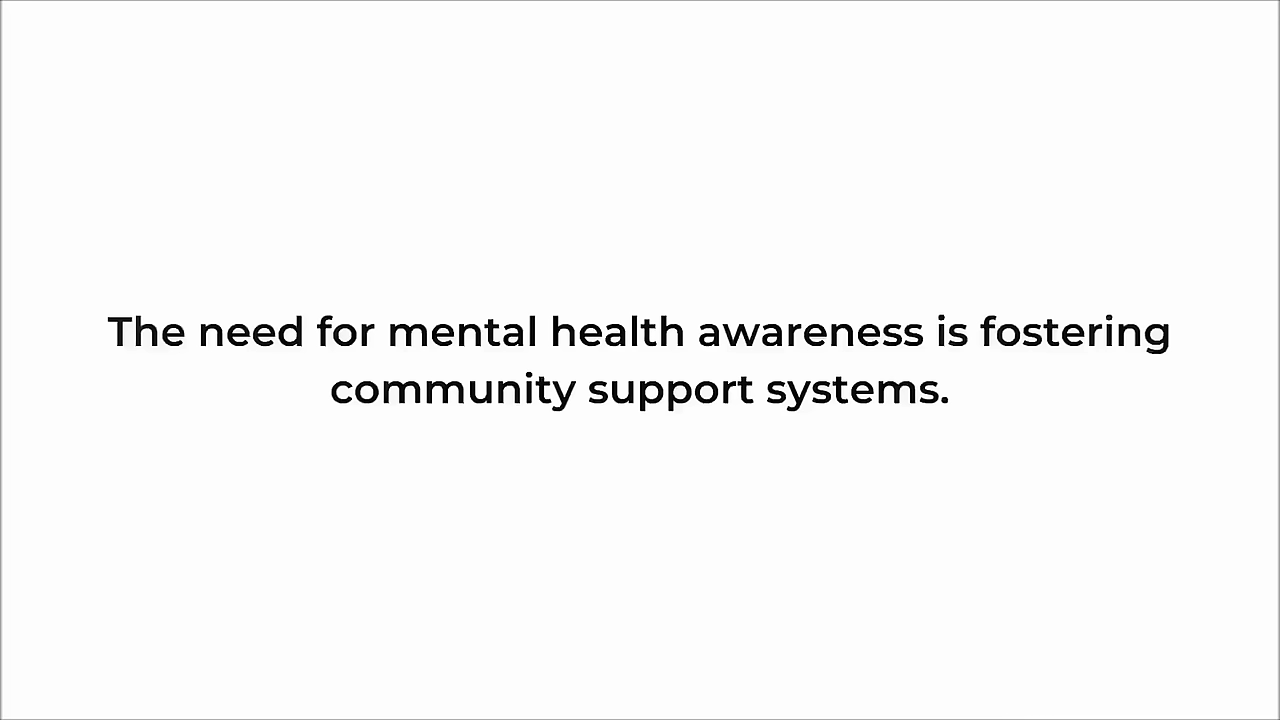 The need for mental health awareness is fostering
community support systems.